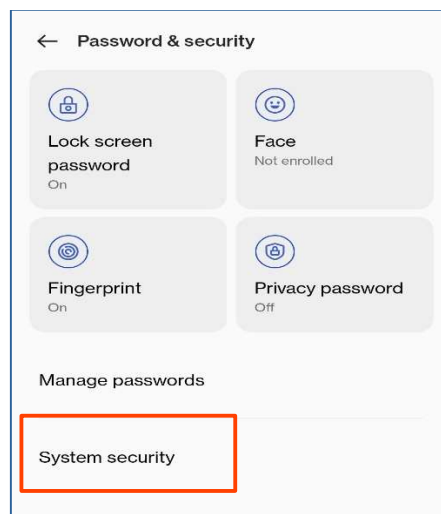 ← Password & security
Lock screen
password
On
Face
Not enrolled
Fingerprint
On
Privacy password
Off
Manage passwords
System security